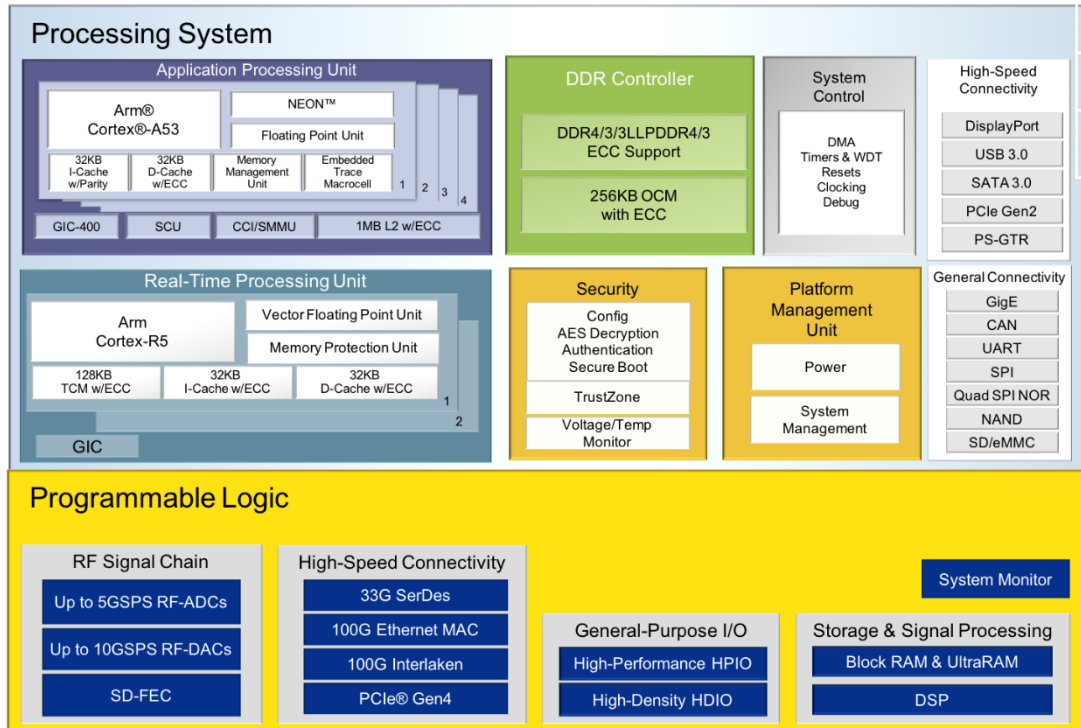 Processing System
Application Processing Unit
Arm®
Cortex®-A53
NEON™
Floating Point Unit
32KB
I-Cache
w/Parity
32KB
D-Cache
w/ECC
Memory
Management
Unit
Embedded
Trace
Macrocell
1
2
3
4
GIC-400
SCU
CCI/SMMU
1MB L2 w/ECC
DDR Controller
DDR4/3/3LLPDDR4/3
ECC Support
256KB OCM
with ECC
System
Control
DMA
Timers & WDT
Resets
Clocking
Debug
High-Speed
Connectivity
DisplayPort
USB 3.0
SATA 3.0
PCIe Gen2
PS-GTR
Real-Time Processing Unit
Arm
Cortex-R5
Vector Floating Point Unit
Memory Protection Unit
128KB
TCM w/ECC
32KB
I-Cache w/ECC
32KB
D-Cache w/ECC
1
2
GIC
Security
Config
AES Decryption
Authentication
Secure Boot
TrustZone
Voltage/Temp
Monitor
Platform
Management
Unit
Power
System
Management
General Connectivity
GigE
CAN
UART
SPI
Quad SPI NOR
NAND
SD/eMMC
Programmable Logic
RF Signal Chain
Up to 5GSPS RF-ADCs
Up to 10GSPS RF-DACs
SD-FEC
High-Speed Connectivity
33G SerDes
100G Ethernet MAC
100G Interlaken
PCIe® Gen4
General-Purpose I/O
High-Performance HPIO
High-Density HDIO
System Monitor
Storage & Signal Processing
Block RAM & UltraRAM
DSP